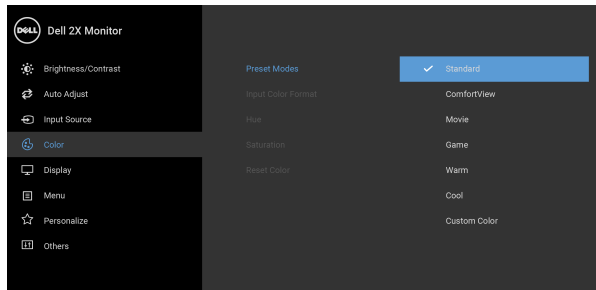 DELL
Dell 2X Monitor
Brightness/Contrast
Auto Adjust
Input Source
Color
Display
Menu
Personalize
Others
Preset Modes
Input Color Format
Hue
Saturation
Reset Color
Standard
ComfortView
Movie
Game
Warm
Cool
Custom Color